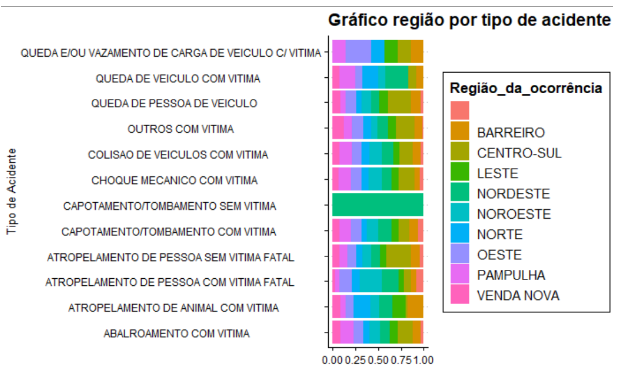 Gráfico região por tipo de acidente
Tipo de Acidente
QUEDA E/OU VAZAMENTO DE CARGA DE VEICULO C/ VITIMA
QUEDA DE VEICULO COM VITIMA
QUEDA DE PESSOA DE VEICULO
OUTROS COM VITIMA
COLISAO DE VEICULOS COM VITIMA
CHOQUE MECANICO COM VITIMA
CAPOTAMENTO/TOMBAMENTO SEM VITIMA
CAPOTAMENTO/TOMBAMENTO COM VITIMA
ATROPELAMENTO DE PESSOA SEM VITIMA FATAL
ATROPELAMENTO DE PESSOA COM VITIMA FATAL
ATROPELAMENTO DE ANIMAL COM VITIMA
ABALROAMENTO COM VITIMA
0.00 0.25 0.50 0.75 1.00
Região_da_ocorrência
BARREIRO
CENTRO-SUL
LESTE
NORDESTE
NOROESTE
NORTE
OESTE
PAMPULHA
VENDA NOVA